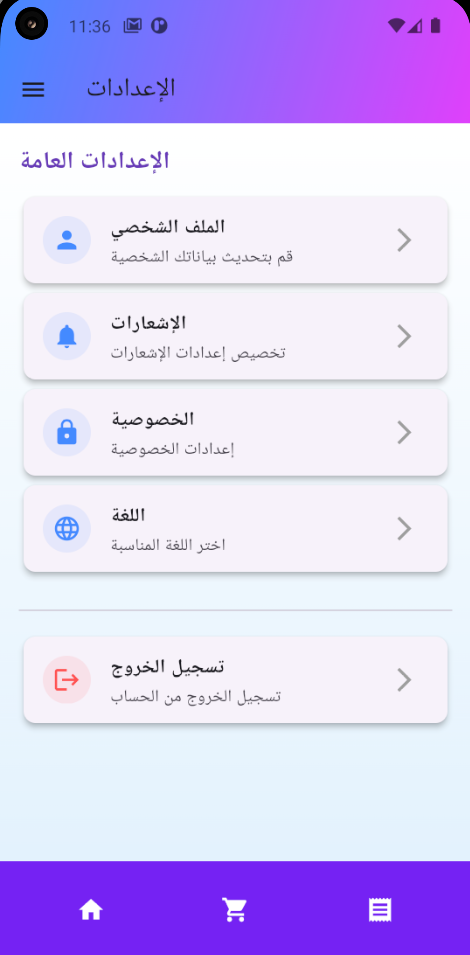 11:36
الإعدادات
الإعدادات العامة
الملف الشخصي
قم بتحديث بياناتك الشخصية
الإشعارات
تخصيص إعدادات الإشعارات
الخصوصية
إعدادات الخصوصية
اللغة
اختر اللغة المناسبة
تسجيل الخروج
تسجيل الخروج من الحساب